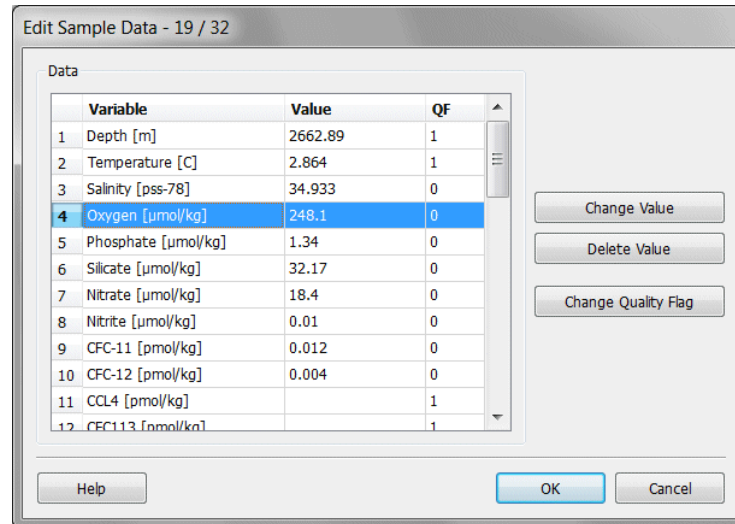 Edit Sample Data - 19 / 32
Data
Variable Value QF
1 Depth [m] 2662.89 1
2 Temperature [C] 2.864 1
3 Salinity [pss-78] 34.933 0
4 Oxygen [µmol/kg] 248.1 0
5 Phosphate [µmol/kg] 1.34 0
6 Silicate [µmol/kg] 32.17 0
7 Nitrate [µmol/kg] 18.4 0
8 Nitrite [µmol/kg] 0.01 0
9 CFC-11 [pmol/kg] 0.012 0
10 CFC-12 [pmol/kg] 0.004 0
11 CCL4 [pmol/kg] 1
12 CFC113 [pmol/kg] 1
Change Value
Delete Value
Change Quality Flag
Help
OK
Cancel